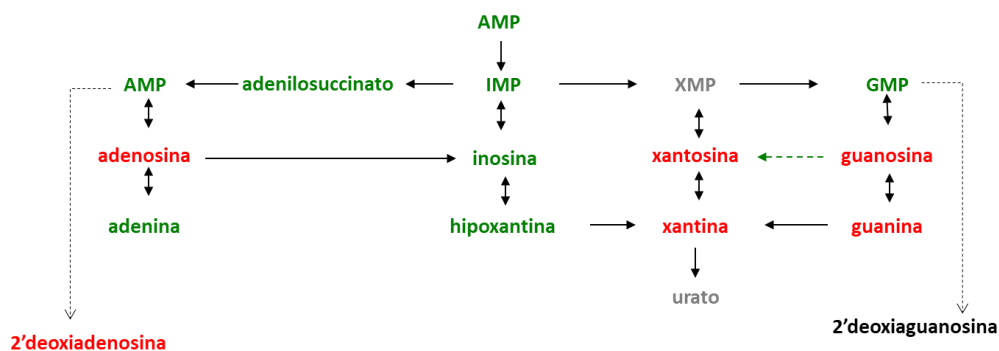 AMP
AMP adenilosuccinato IMP XMP GMP
adenosina inosina xantosina guanosina
adenina hipoxantina xantina guanina
urato
2’deoxiaguanosina
2’deoxiadenosina